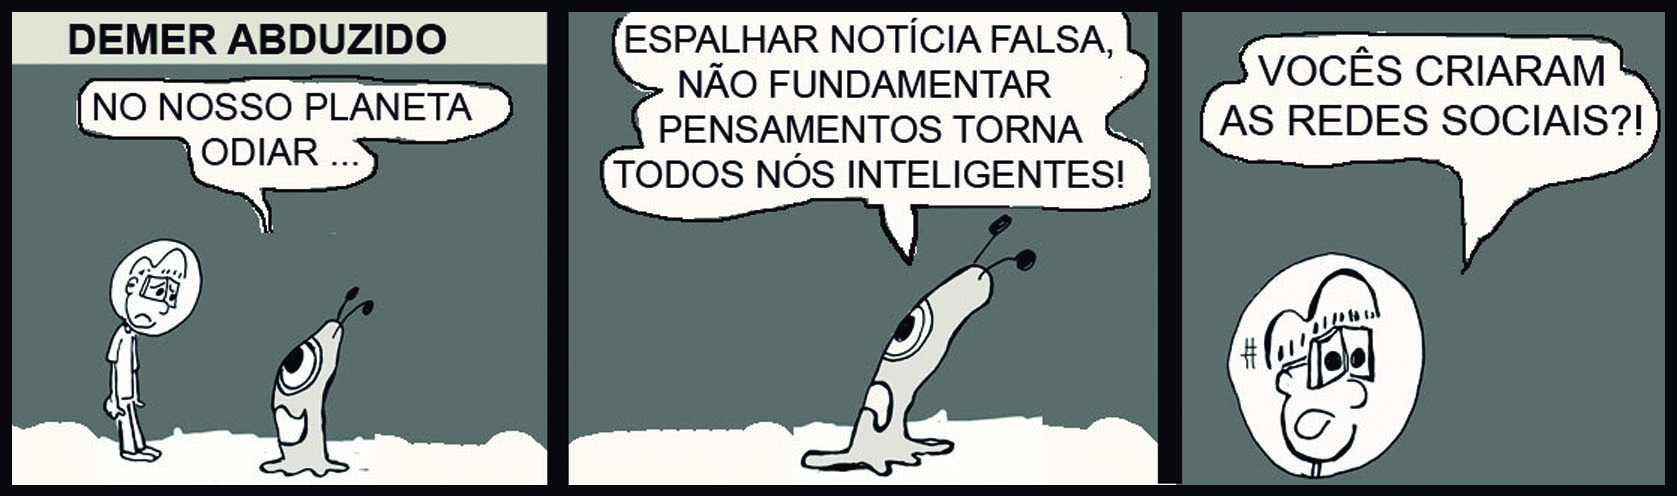 DEMER ABDUZIDO
NO NOSSO PLANETA
ODIAR ...
ESPALHAR NOTÍCIA FALSA,
NÃO FUNDAMENTAR
PENSAMENTOS TORNA
TODOS NÓS INTELIGENTES!
VOCÊS CRIARAM
AS REDES SOCIAIS?!